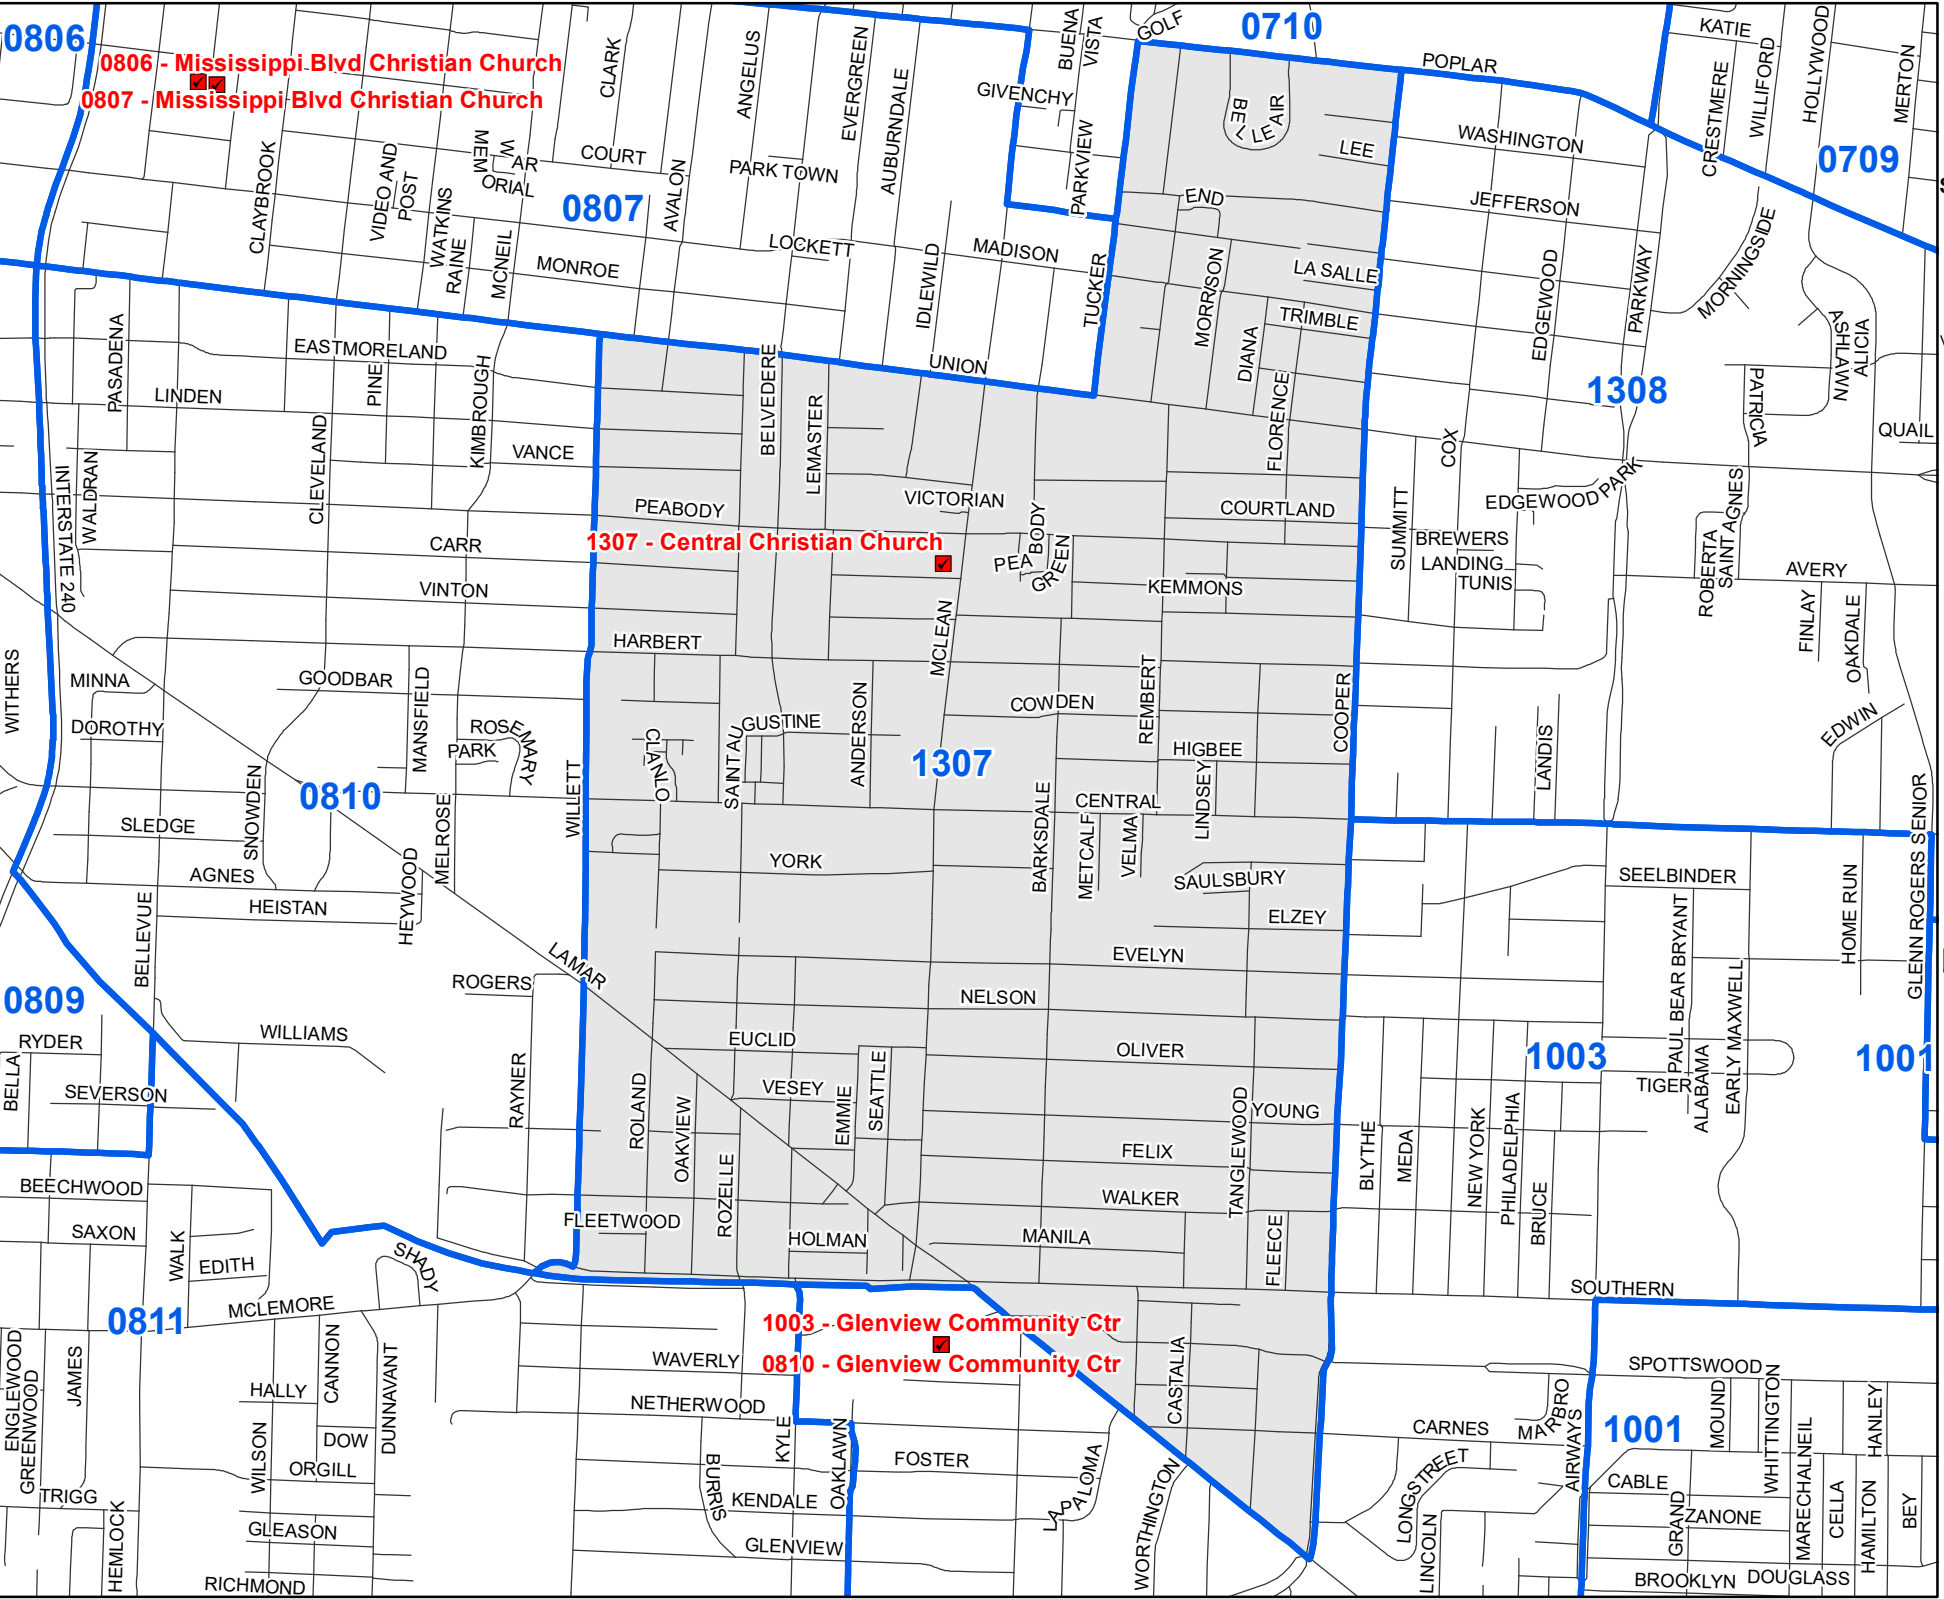 0806
0710
0806 - Mississippi Blvd Christian Church
0807 - Mississippi Blvd Christian Church
CLARK
ANGELUS
EVERGREEN
AUBURNDALE
GIVENCHY
BUENA VISTA
GOLF
POPLAR
KATIE
CRESTMERE
WILLIFORD
HOLLYWOOD
MERTON
0709
BELLEAIR
LEE
WASHINGTON
CLAYBROOK
VIDEO AND POST
WATKINS
RAINE
WAR MEMORIAL
MCNEIL
COURT
0807
AVALON
PARK TOWN
PARKVIEW
END
JEFFERSON
LOCKETT
MADISON
MONROE
IDLEWILD
TUCKER
MORRISON
LA SALLE
EDGEWOOD
PARKWAY
MORNINGSIDE
TRIMBLE
DIANA
ASHLAWN
ALICIA
PASADENA
EASTMORELAND
PINE
KIMBROUGH
UNION
BELVEDERE
LEMASTER
FLORENCE
1308
PATRICIA
QUAIL
LINDEN
CLEVELAND
VANCE
COX
INTERSTATE 240
WALDRAN
PEABODY
VICTORIAN
COURTLAND
SUMMITT
EDGEWOOD PARK
ROBERTA
SAINT AGNES
BREWERS LANDING
TUNIS
CARR
1307 - Central Christian Church
PEABODY GREEN
KEMMONS
AVERY
VINTON
FINLAY
OAKDALE
WITHERS
HARBERT
MCLEAN
MINNA
GOODBAR
MANSFIELD
ANDERSON
COWDEN
REMBERT
COOPER
EDWIN
DOROTHY
ROSEMARY
PARK
CLANLO
SAINT AUGUSTINE
HIGBEE
LANDIS
SNOWDEN
0810
MELROSE
WILLETT
1307
BARKSDALE
CENTRAL
METCALF
VELMA
LINDSEY
GLENN ROGERS SENIOR
SLEDGE
YORK
AGNES
HEYWOOD
SAULSBURY
SEELBINDER
HOME RUN
BELLEVUE
HEISTAN
ELZEY
PAUL BEAR BRYANT
EARLY MAXWELL
LAMAR
EVELYN
0809
ROGERS
NELSON
RYDER
WILLIAMS
EUCLID
OLIVER
1003
1001
BELLA
SEVERSON
RAYNER
ROLAND
OAKVIEW
VESEY
EMMIE
SEATTLE
TANGLEWOOD
YOUNG
TIGER
ALABAMA
FELIX
BLYTHE
MEDA
NEW YORK
PHILADELPHIA
BRUCE
BEECHWOOD
ROZELLE
WALKER
SAXON
WALK
FLEETWOOD
HOLMAN
MANILA
FLEECE
EDITH
SHADY
SOUTHERN
MCLEMORE
0811
1003 - Glenview Community Ctr
0810 - Glenview Community Ctr
ENGLEWOOD
GREENWOOD
JAMES
CANNON
DUNNAVANT
WAVERLY
CASTALIA
SPOTTSWOOD
HALLY
NETHERWOOD
KYLE
OAKLAWN
MARBRO
AIRWAYS
MOUND
WHITTINGTON
HANLEY
WILSON
DOW
CARNES
1001
MARECHALNEIL
ORGILL
BURRIS
FOSTER
LA PALOMA
WORTHINGTON
LONGSTREET
CABLE
TRIGG
KENDALE
LINCOLN
GRAND
ZANONE
CELLA
HAMILTON
BEY
HEMLOCK
GLEASON
GLENVIEW
RICHMOND
BROOKLYN
DOUGLASS